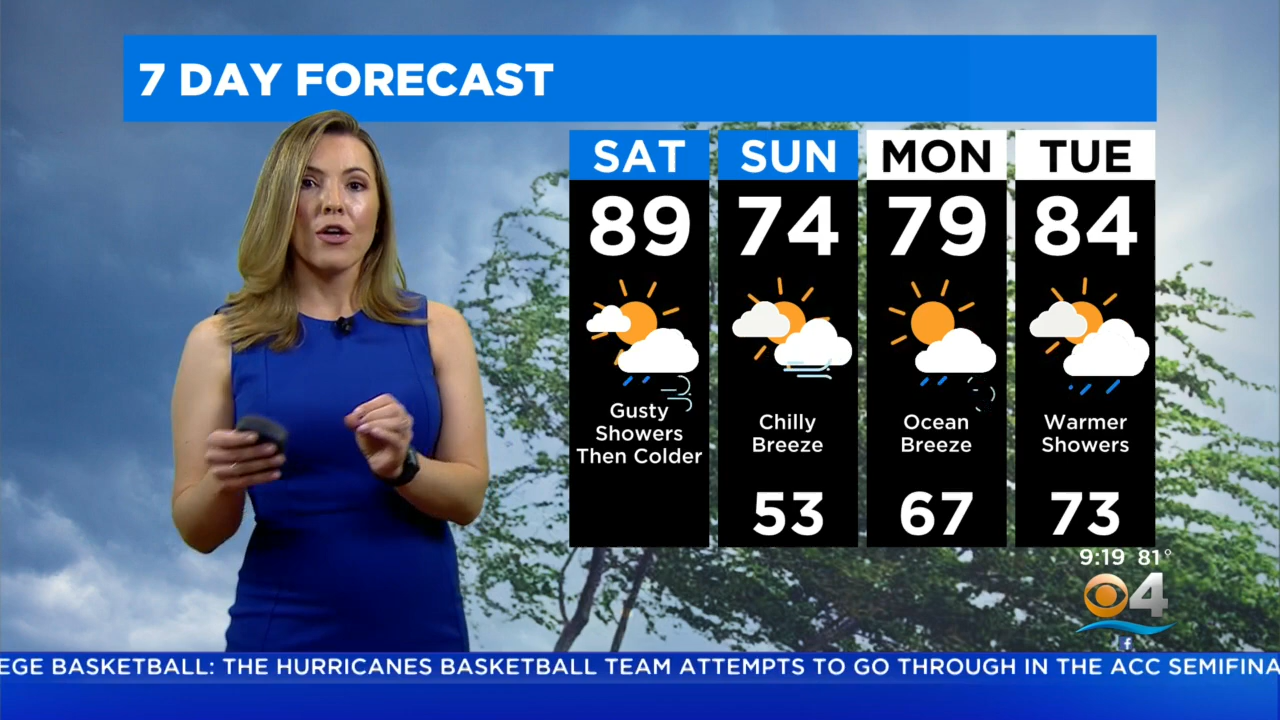 7 DAY FORECAST
SAT
SUN
MON
TUE
89
74
79
84
Gusty
Showers
Then Colder
Chilly
Breeze
Ocean
Breeze
Warmer
Showers
53
67
73
9:19 81°
4
f
EGE BASKETBALL: THE HURRICANES BASKETBALL TEAM ATTEMPTS TO GO THROUGH IN THE ACC SEMIFINA